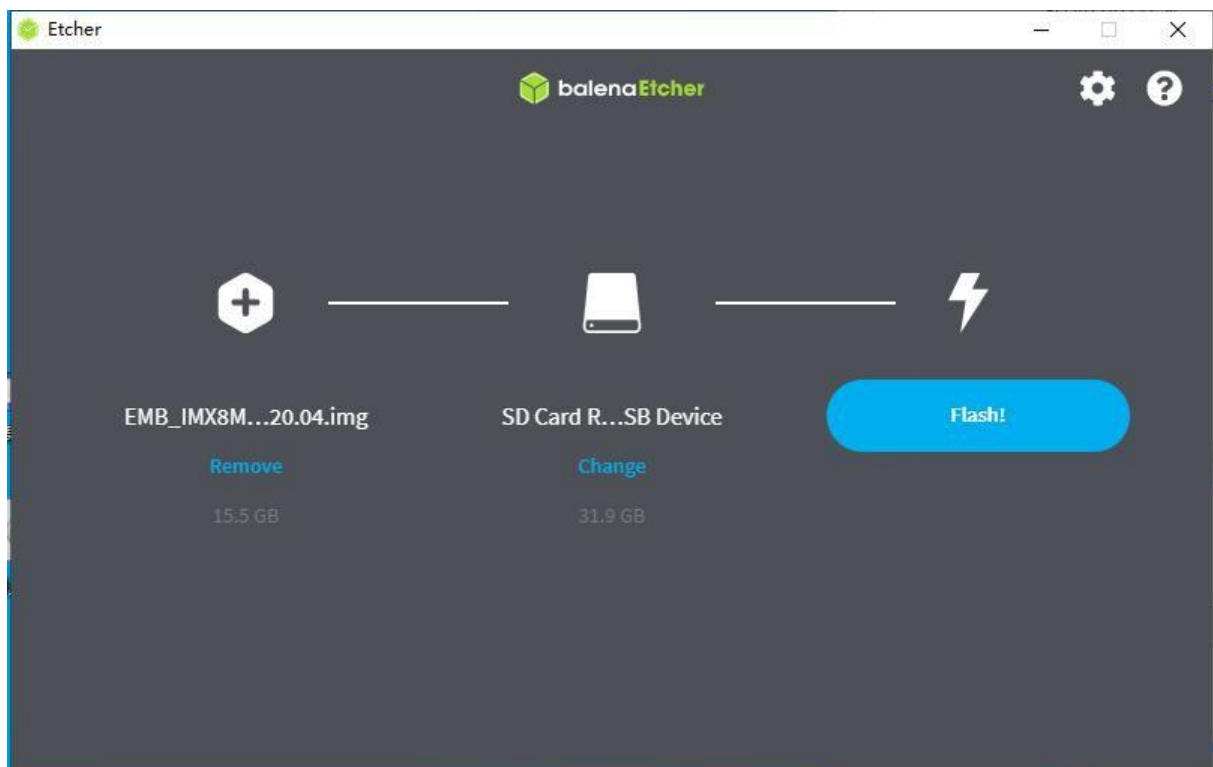 Etcher
balenaEtcher
EMB_IMX8M...20.04.img
SD Card R...SB Device
Flash!
Remove
Change
15.5 GB
31.9 GB